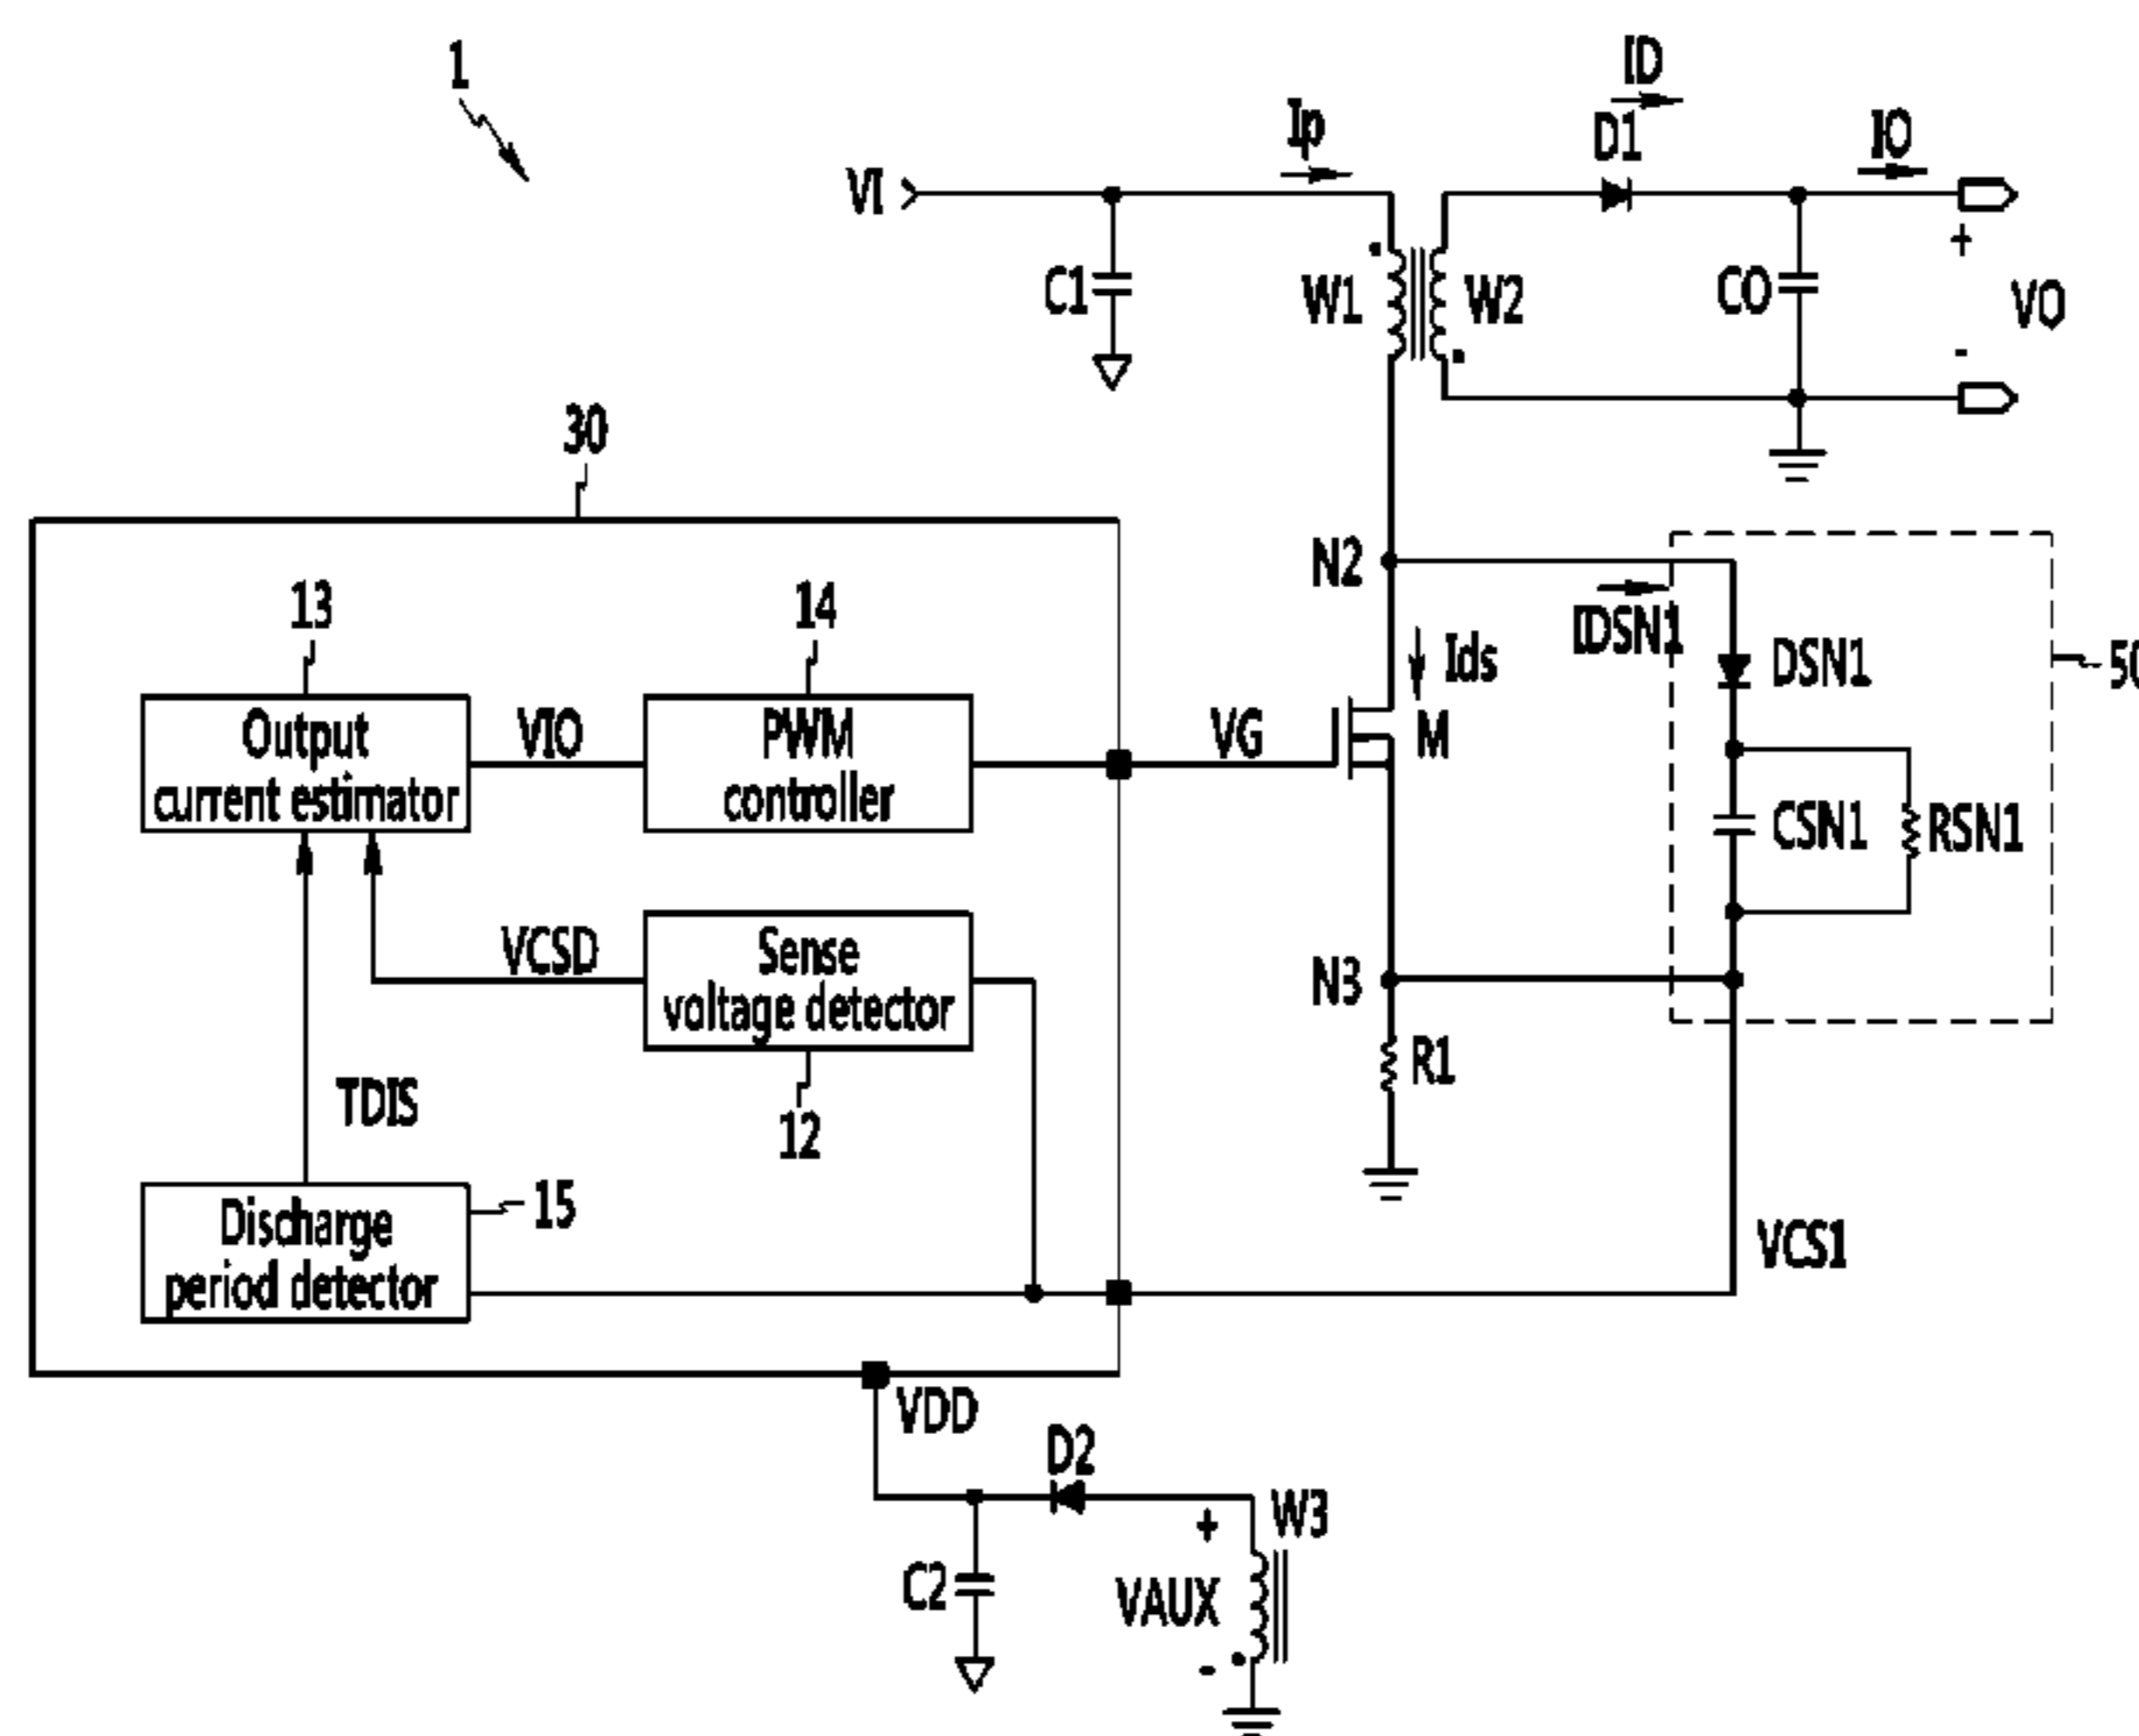 1
ID
Ip
D1
IO
VI
+
C1
W1
W2
CO
VO
-
30
N2
IDSN1
13
14
Ids
DSN1
Output
current estimator
VIO
PWM
controller
VG
M
CSN1
RSN1
VCSD
Sense
voltage detector
N3
R1
TDIS
12
Discharge
period detector
15
VCS1
VDD
D2
+
W3
C2
VAUX
-